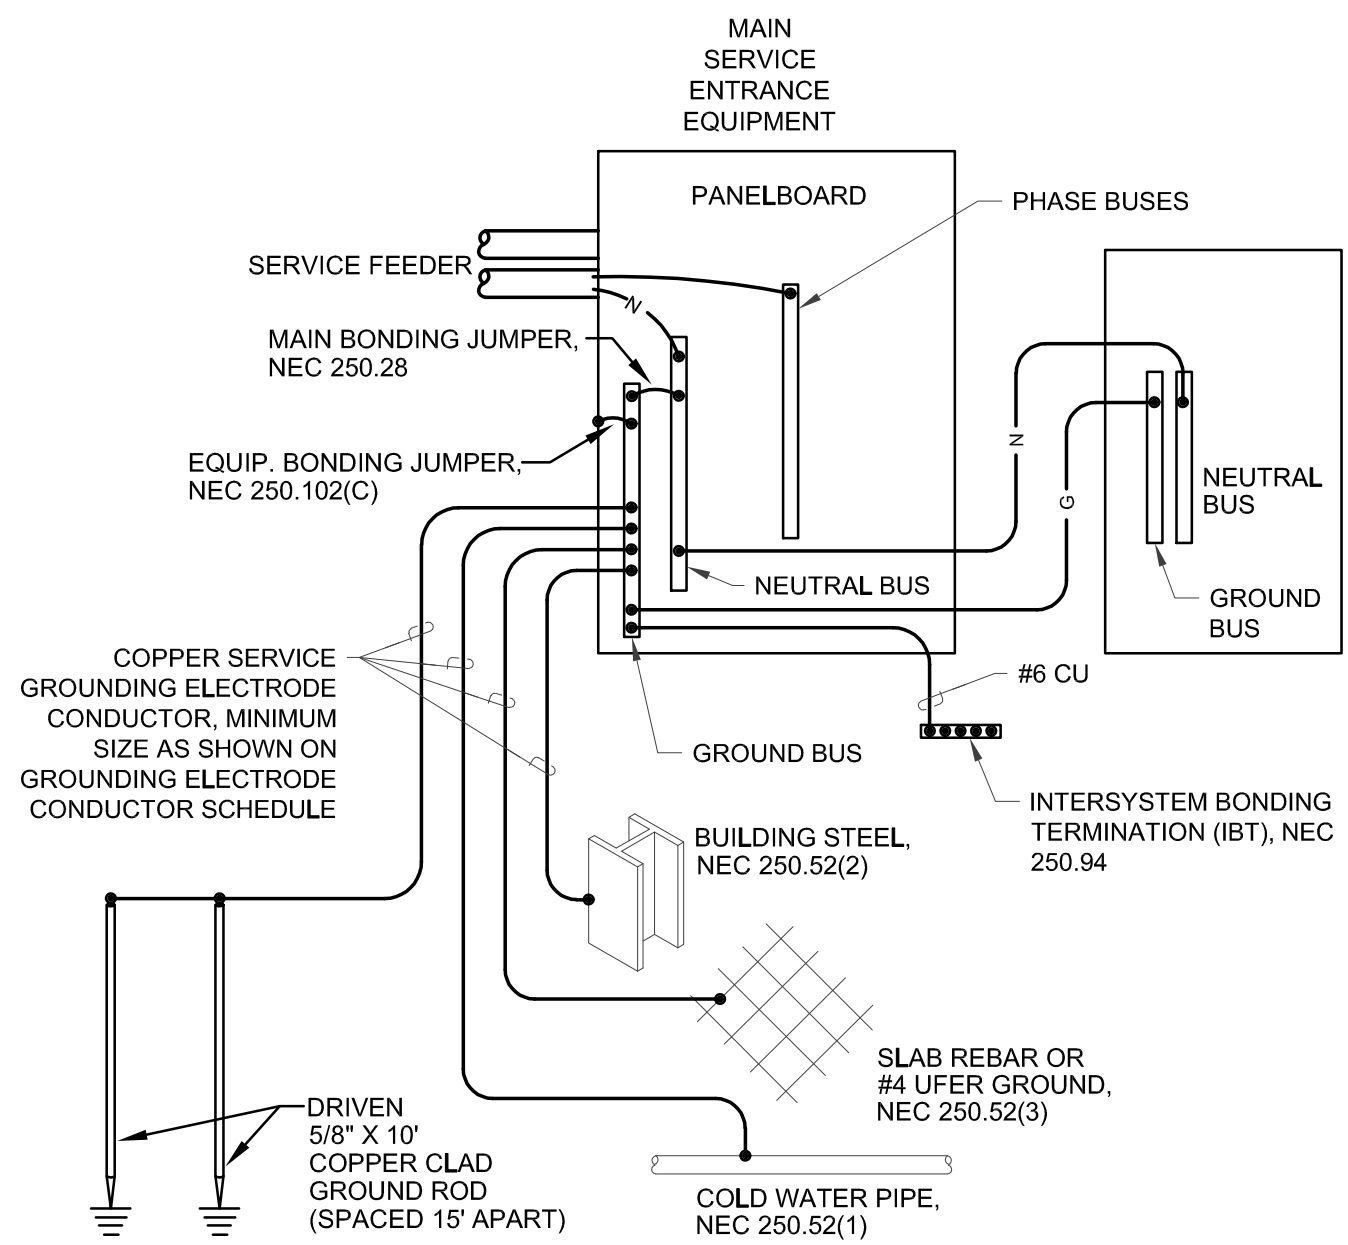 MAIN
SERVICE
ENTRANCE
EQUIPMENT
PANELBOARD
PHASE BUSES
SERVICE FEEDER
N
MAIN BONDING JUMPER,
NEC 250.28
EQUIP. BONDING JUMPER,
NEC 250.102(C)
N
G
NEUTRAL
BUS
NEUTRAL BUS
GROUND
BUS
COPPER SERVICE
GROUNDING ELECTRODE
CONDUCTOR, MINIMUM
SIZE AS SHOWN ON
GROUNDING ELECTRODE
CONDUCTOR SCHEDULE
#6 CU
GROUND BUS
INTERSYSTEM BONDING
TERMINATION (IBT), NEC
250.94
BUILDING STEEL,
NEC 250.52(2)
SLAB REBAR OR
#4 UFER GROUND,
NEC 250.52(3)
DRIVEN
5/8" X 10'
COPPER CLAD
GROUND ROD
(SPACED 15' APART)
COLD WATER PIPE,
NEC 250.52(1)